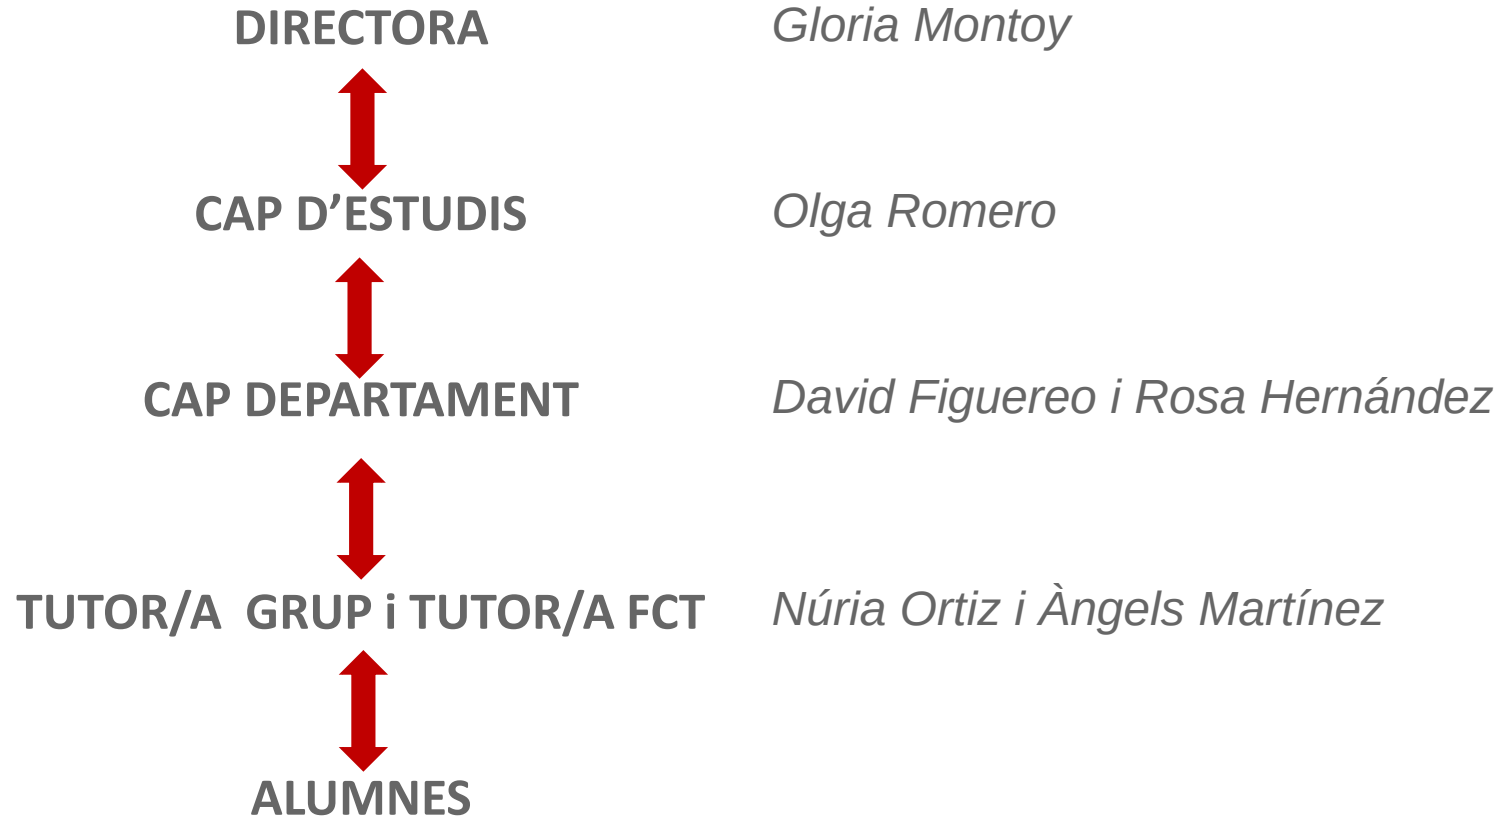 DIRECTORA Gloria Montoy
CAP D’ESTUDIS Olga Romero
CAP DEPARTAMENT David Figuereo i Rosa Hernández
TUTOR/A GRUP i TUTOR/A FCT Núria Ortiz i Àngels Martínez
ALUMNES